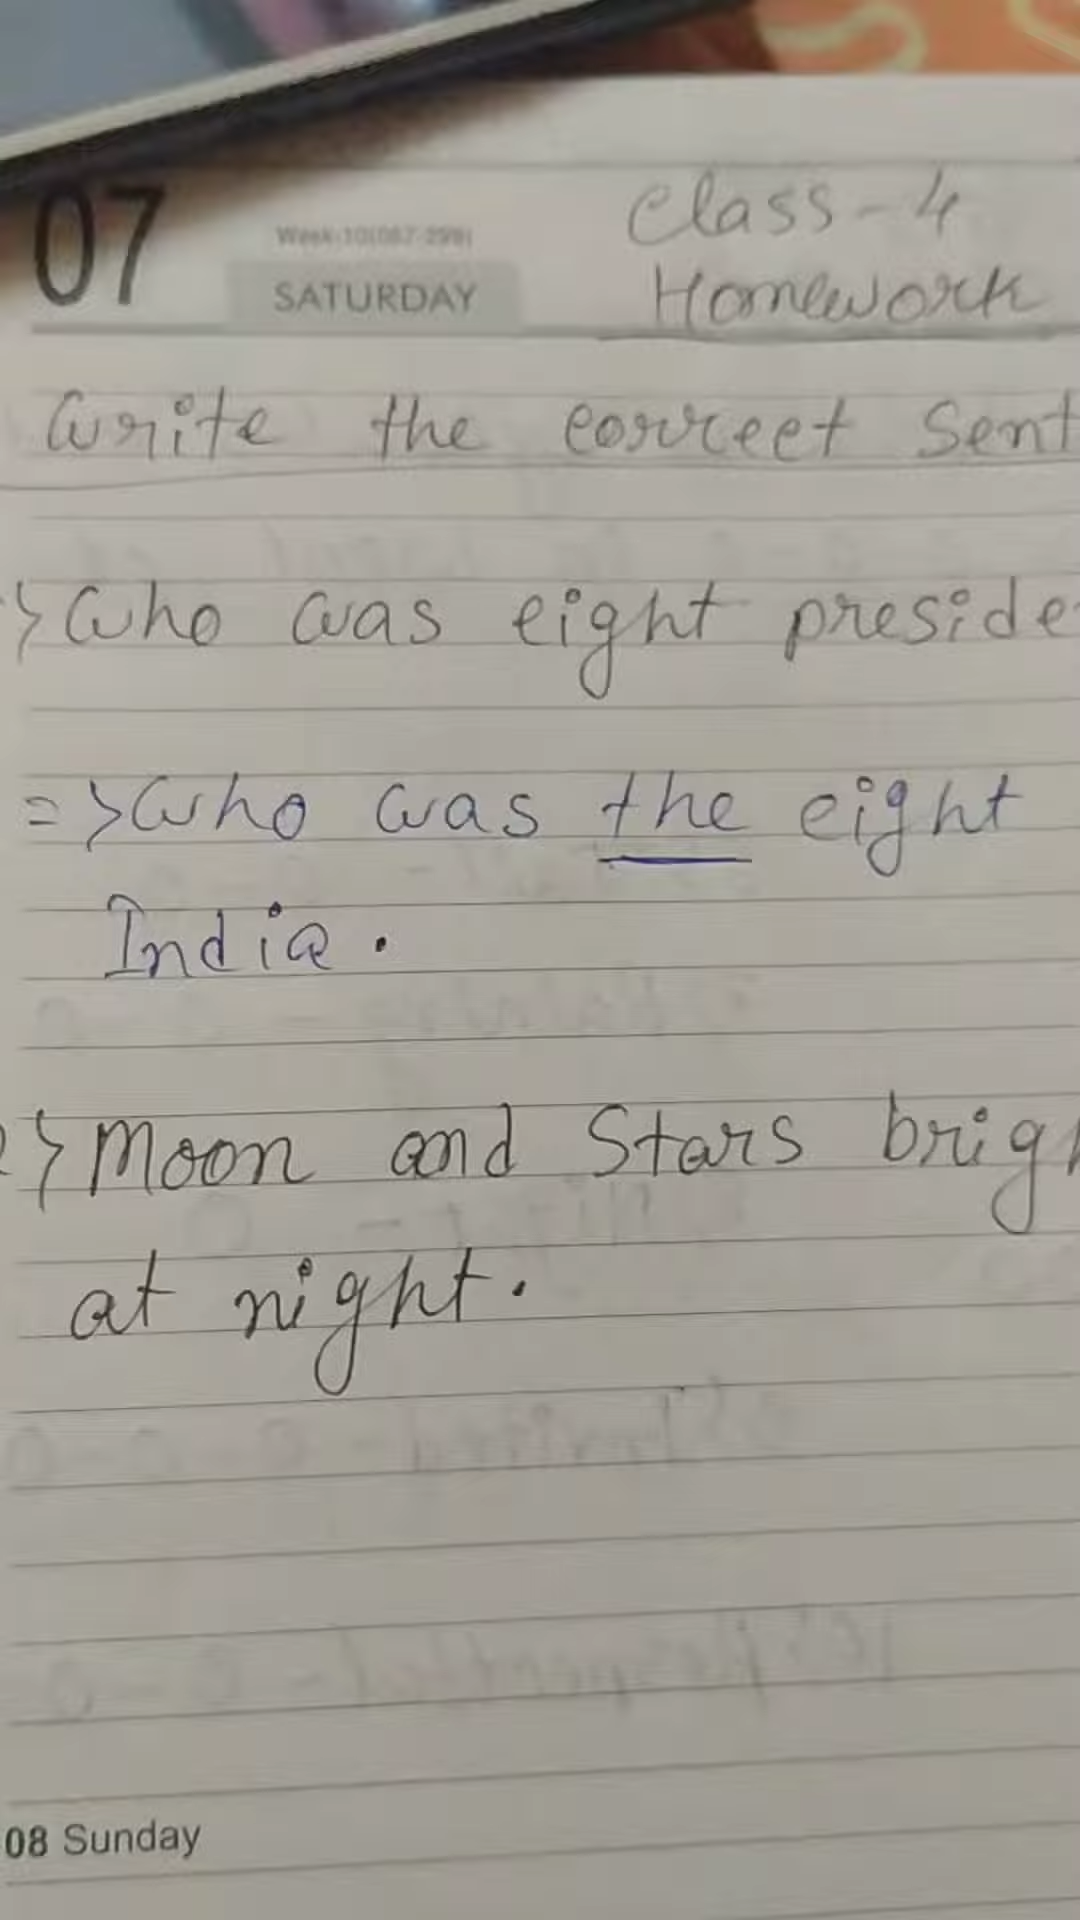 07
SATURDAY
Class-4
Homework
Write the correct Sent
Who was eight preside
=> Who was the eight
India.
Moon and Stars brigh
at night.
08 Sunday